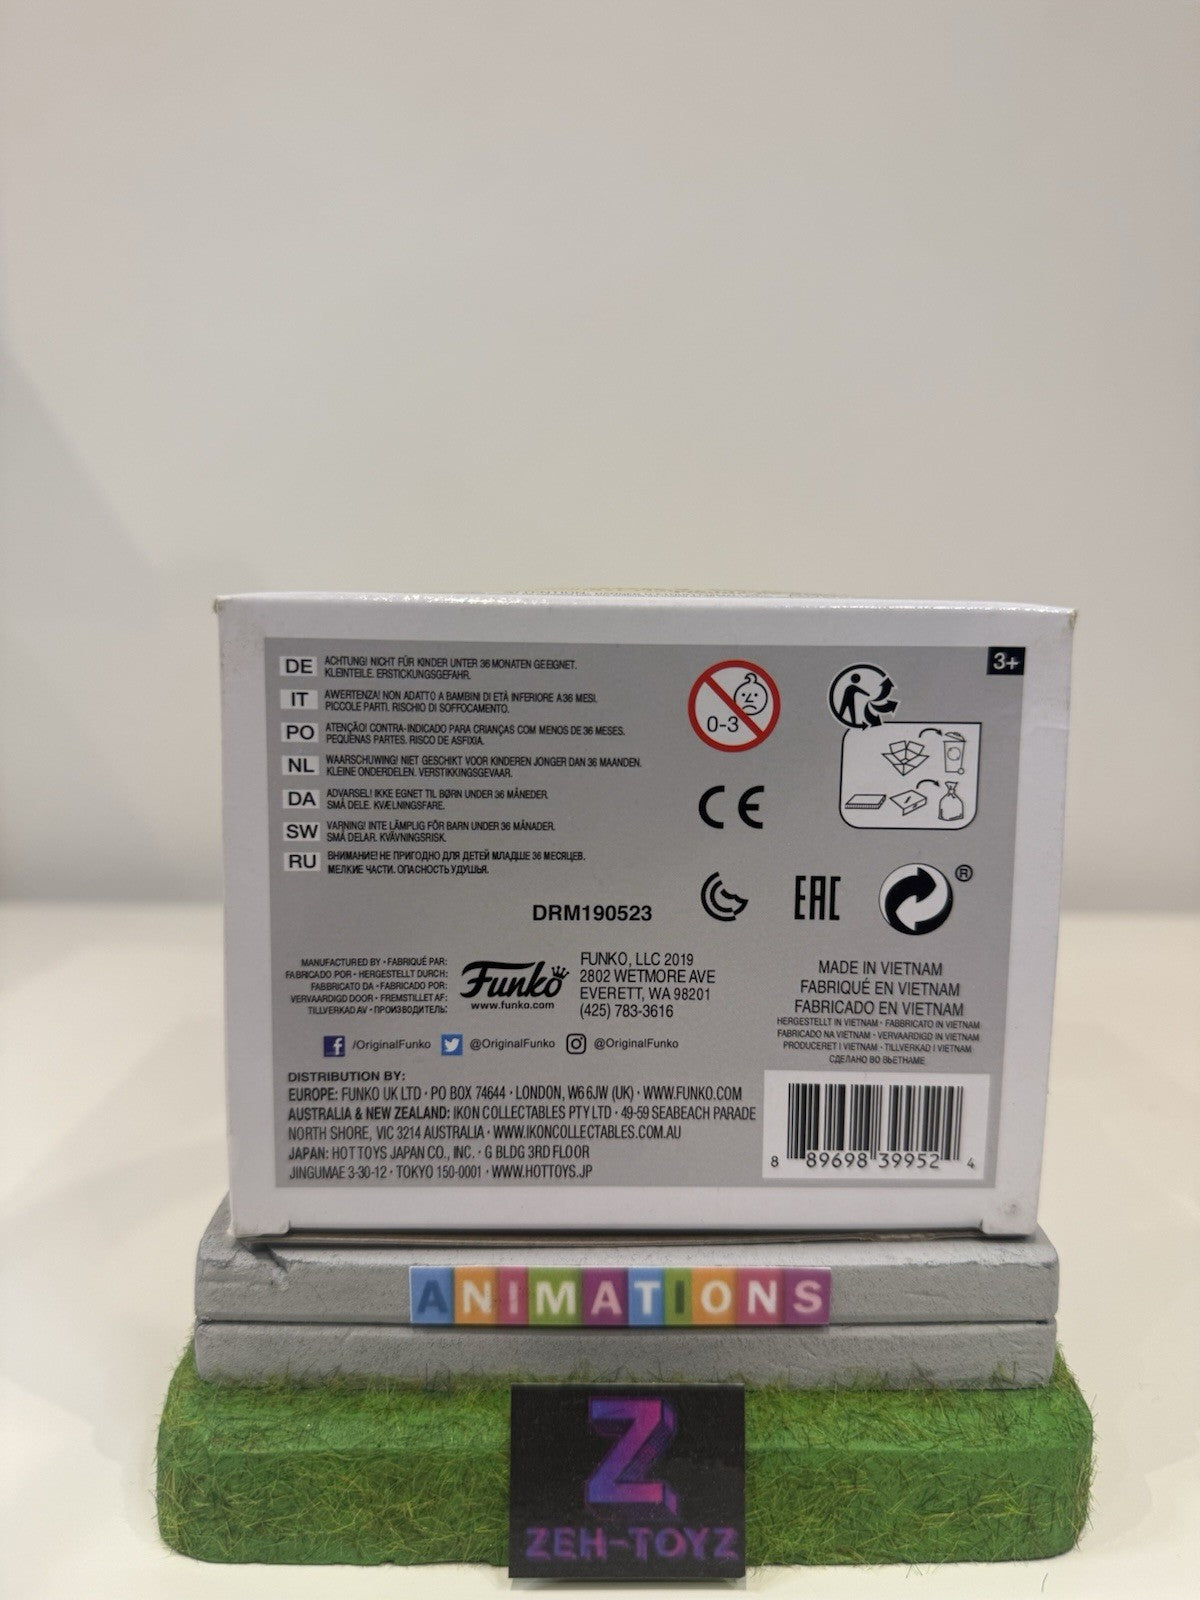 3+
DE ACHTUNG! NICHT FÜR KINDER UNTER 36 MONATEN GEEIGNET.
KLEINTEILE. ERSTICKUNGSGEFAHR.
IT AVVERTENZA! NON ADATTO A BAMBINI DI ETÀ INFERIORE A 36 MESI.
PICCOLE PARTI. RISCHIO DI SOFFOCAMENTO.
PO ATENÇÃO! CONTRA-INDICADO PARA CRIANÇAS COM MENOS DE 36 MESES.
PEQUENAS PARTES. RISCO DE ASFIXIA.
NL WAARSCHUWING! NIET GESCHIKT VOOR KINDEREN JONGER DAN 36 MAANDEN.
KLEINE ONDERDELEN. VERSTIKKINGSGEVAAR.
DA ADVARSEL! IKKE EGNET TIL BØRN UNDER 36 MÅNEDER.
SMÅ DELE. KVÆLNINGSFARE.
SW VARNING! INTE LÄMPLIG FÖR BARN UNDER 36 MÅNADER.
SMÅ DELAR. KVÄVNINGSRISK.
RU ВНИМАНИЕ! НЕ ПРИГОДНО ДЛЯ ДЕТЕЙ МЛАДШЕ 36 МЕСЯЦЕВ.
МЕЛКИЕ ЧАСТИ. ОПАСНОСТЬ УДУШЬЯ.
0-3
CE
EAC
®
DRM190523
MANUFACTURED BY • FABRIQUÉ PAR:
FABRICADO POR • HERGESTELLT DURCH:
FABBRICATO DA • FABRICADO POR:
VERVAARDIGD DOOR • FREMSTILLET AF:
TILLVERKAD AV • ПРОИЗВОДИТЕЛЬ:
Funko
www.funko.com
FUNKO, LLC 2019
2802 WETMORE AVE
EVERETT, WA 98201
(425) 783-3616
MADE IN VIETNAM
FABRIQUÉ EN VIETNAM
FABRICADO EN VIETNAM
HERGESTELLT IN VIETNAM • FABBRICATO IN VIETNAM
FABRICADO NA VIETNAM • VERVAARDIGD IN VIETNAM
PRODUCERET I VIETNAM • TILLVERKAD I VIETNAM
СДЕЛАНО ВО ВЬЕТНАМЕ
/OriginalFunko @OriginalFunko @OriginalFunko
DISTRIBUTION BY:
EUROPE: FUNKO UK LTD • PO BOX 74644 • LONDON, W6 6JW (UK) • WWW.FUNKO.COM
AUSTRALIA & NEW ZEALAND: IKON COLLECTABLES PTY LTD • 49-59 SEABEACH PARADE
NORTH SHORE, VIC 3214 AUSTRALIA • WWW.IKONCOLLECTABLES.COM.AU
JAPAN: HOT TOYS JAPAN CO., INC. • G BLDG 3RD FLOOR
JINGUMAE 3-30-12 • TOKYO 150-0001 • WWW.HOTTOYS.JP
8 89698 39952 4
ANIMATIONS
Z
ZEH-TOYZ